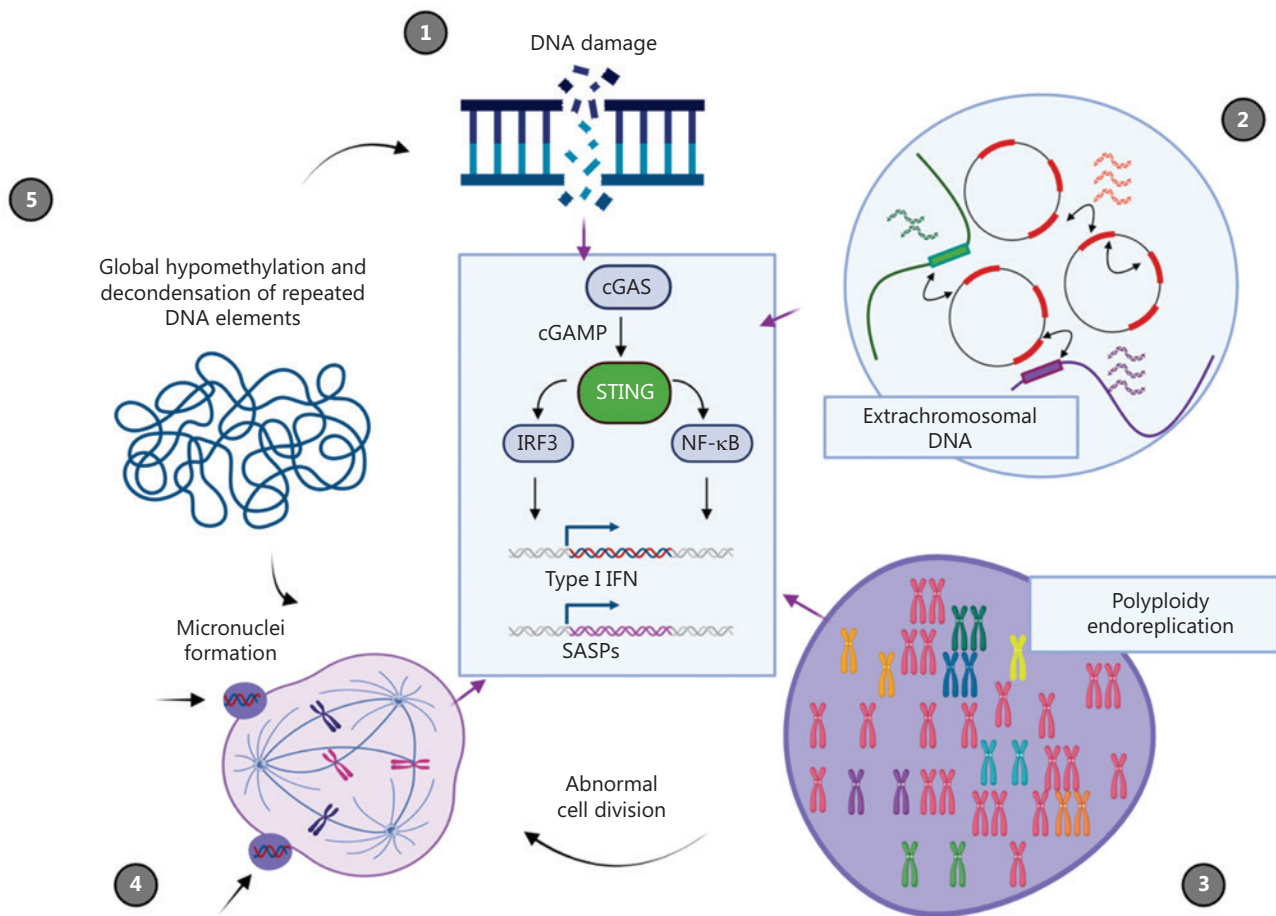 1
DNA damage
2
5
Global hypomethylation and
decondensation of repeated
DNA elements
cGAS
cGAMP
STING
IRF3
NF-κB
Type I IFN
SASPs
Extrachromosomal
DNA
Polyploidy
endoreplication
Micronuclei
formation
Abnormal
cell division
4
3